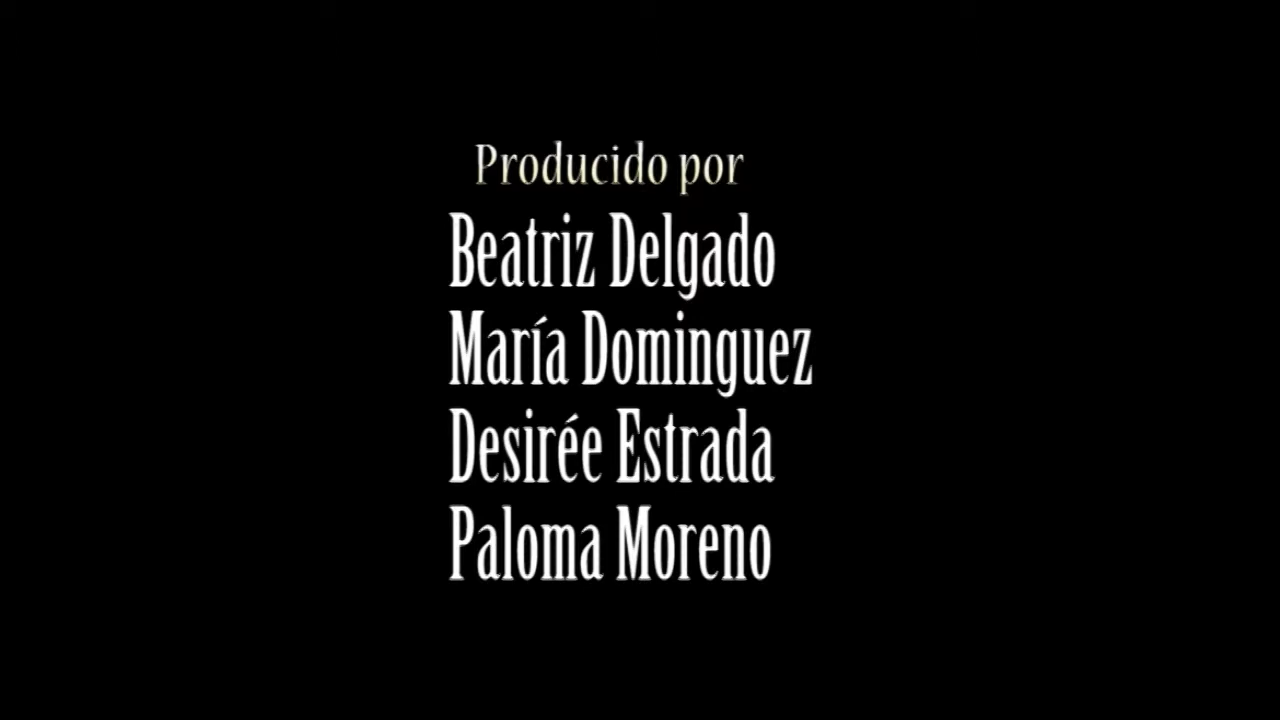 Producido por
Beatriz Delgado
María Dominguez
Desirée Estrada
Paloma Moreno